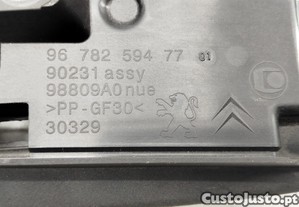 96 782 594 77 01
90231 assy
98809A0 nue
>PP-GF30<
30329
CustoJusto.pt